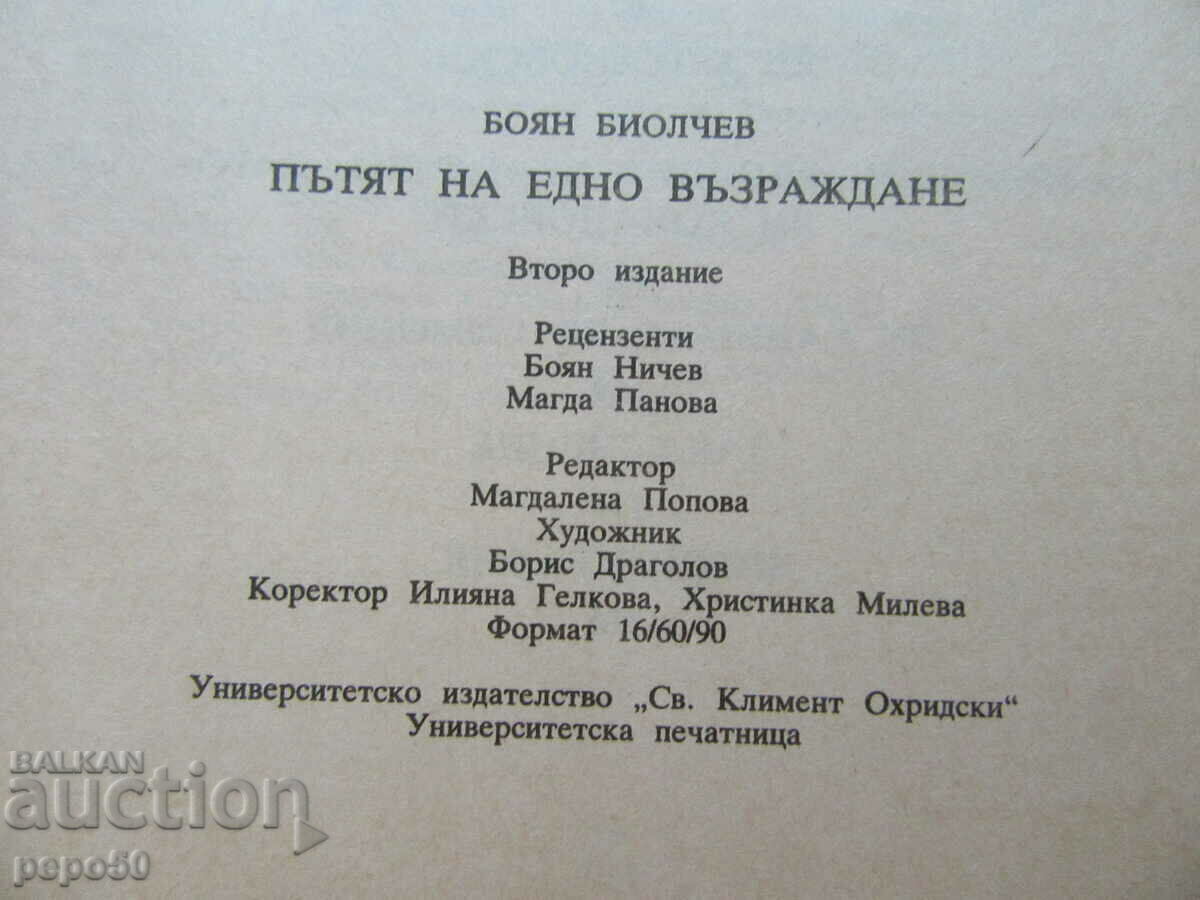 БОЯН БИОЛЧЕВ
ПЪТЯТ НА ЕДНО ВЪЗРАЖДАНЕ
Второ издание
Рецензенти
Боян Ничев
Магда Панова
Редактор
Магдалена Попова
Художник
Борис Драголов
Коректор Илияна Гелкова, Христинка Милева
Формат 16/60/90
Университетско издателство „Св. Климент Охридски“
Университетска печатница
BALKAN
auction
pepo50